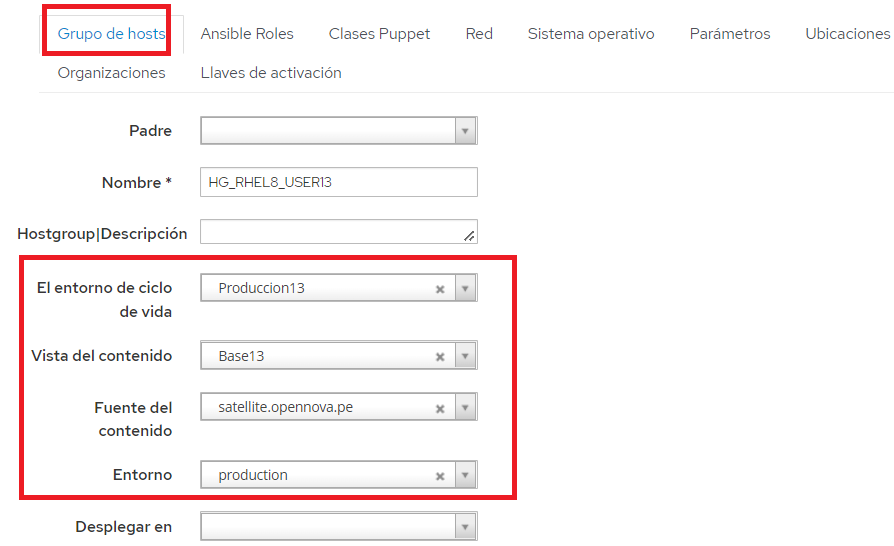 Grupo de hosts Ansible Roles Clases Puppet Red Sistema operativo Parámetros Ubicaciones
Organizaciones Llaves de activación
Padre
Nombre * HG_RHEL8_USER13
Hostgroup|Descripción
El entorno de ciclo Produccion13
de vida
Vista del contenido Base13
Fuente del satellite.opennova.pe
contenido
Entorno production
Desplegar en